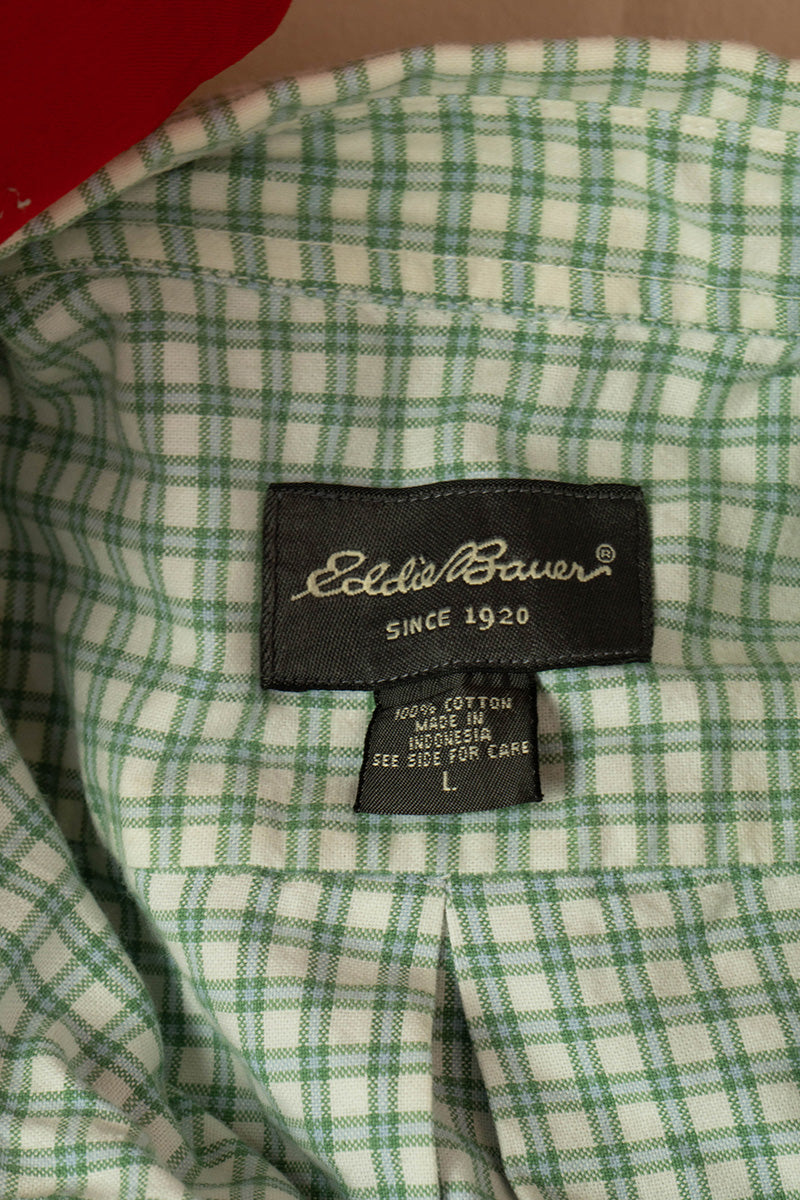 Eddie Bauer®
SINCE 1920
100% COTTON
MADE IN
INDONESIA
SEE SIDE FOR CARE
L